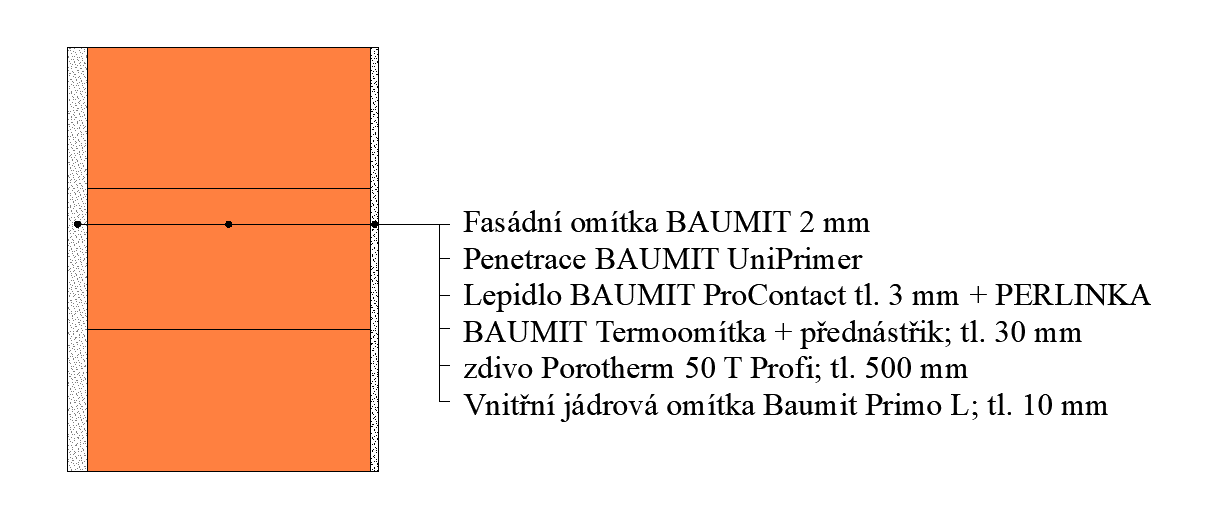 Fasádní omítka BAUMIT 2 mm
Penetrace BAUMIT UniPrimer
Lepidlo BAUMIT ProContact tl. 3 mm + PERLINKA
BAUMIT Termoomítka + přednástřik; tl. 30 mm
zdivo Porotherm 50 T Profi; tl. 500 mm
Vnitřní jádrová omítka Baumit Primo L; tl. 10 mm